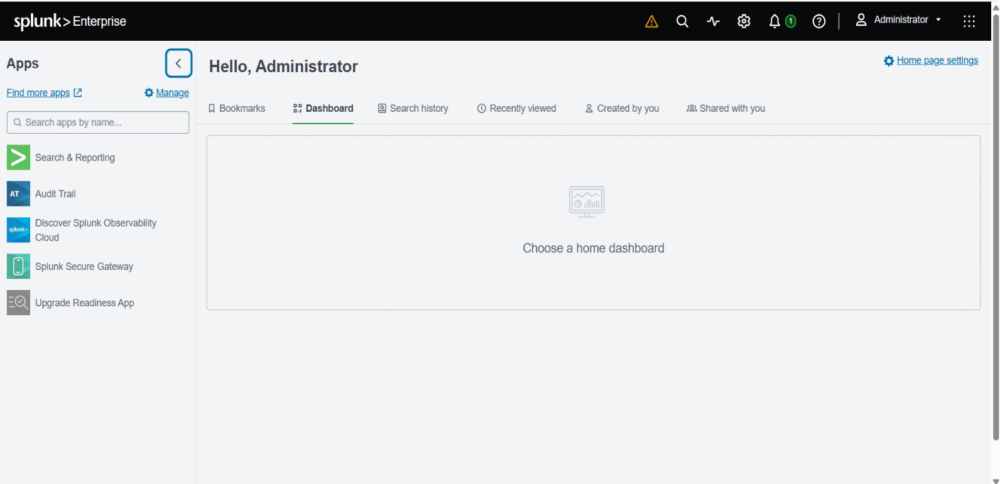 splunk> Enterprise
1
Administrator
Apps
Find more apps
Manage
Search apps by name...
Search & Reporting
AT
Audit Trail
splunk>
Discover Splunk Observability
Cloud
Splunk Secure Gateway
Upgrade Readiness App
Hello, Administrator
Home page settings
Bookmarks
Dashboard
Search history
Recently viewed
Created by you
Shared with you
Choose a home dashboard